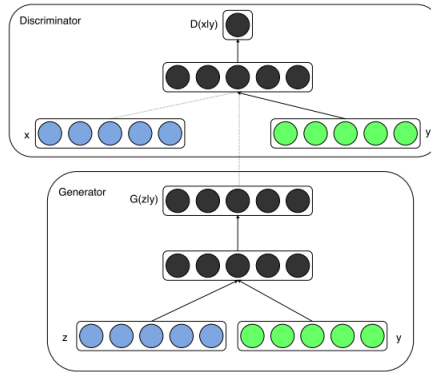 Discriminator
D(x|y)
x
y
Generator
G(z|y)
z
y